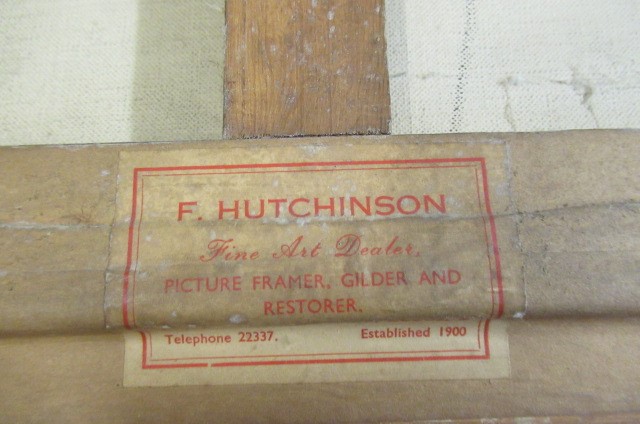 F. HUTCHINSON
Fine Art Dealer,
PICTURE FRAMER, GILDER AND
RESTORER.
Telephone 22337. Established 1900